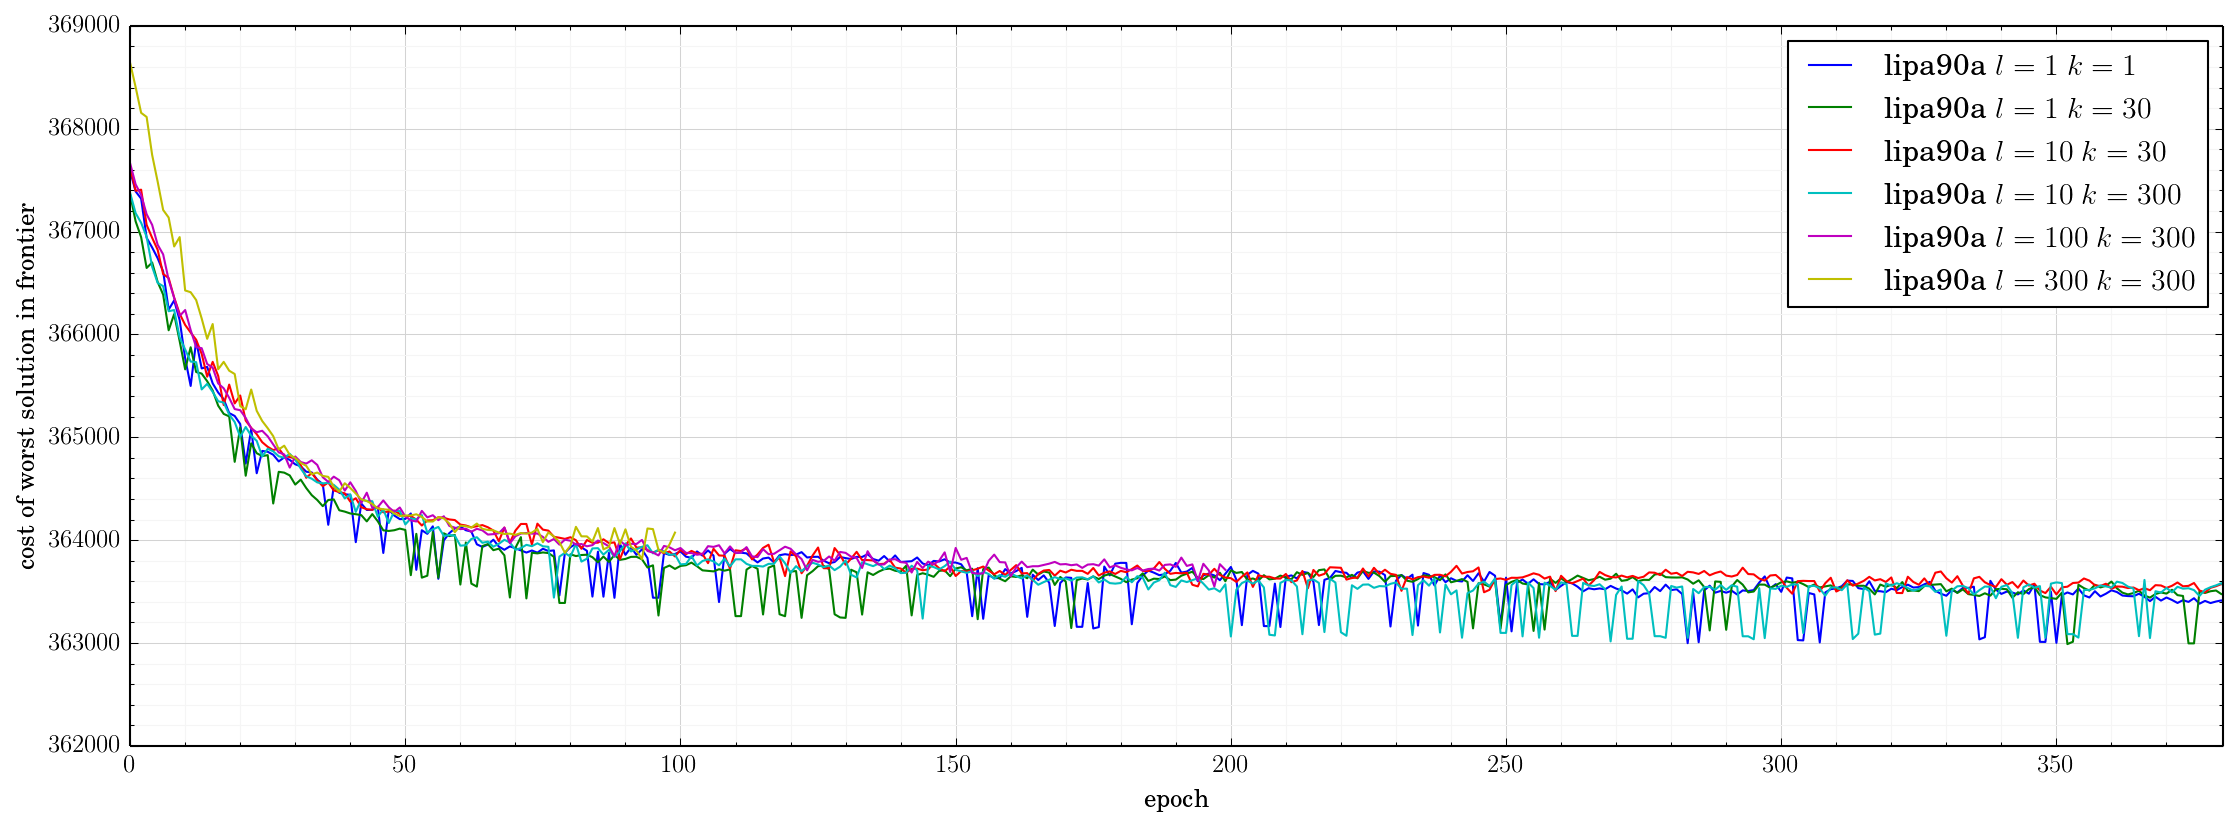 369000
368000
367000
366000
365000
364000
363000
362000
cost of worst solution in frontier
0
50
100
150
200
250
300
350
epoch
lipa90a l = 1 k = 1
lipa90a l = 1 k = 30
lipa90a l = 10 k = 30
lipa90a l = 10 k = 300
lipa90a l = 100 k = 300
lipa90a l = 300 k = 300